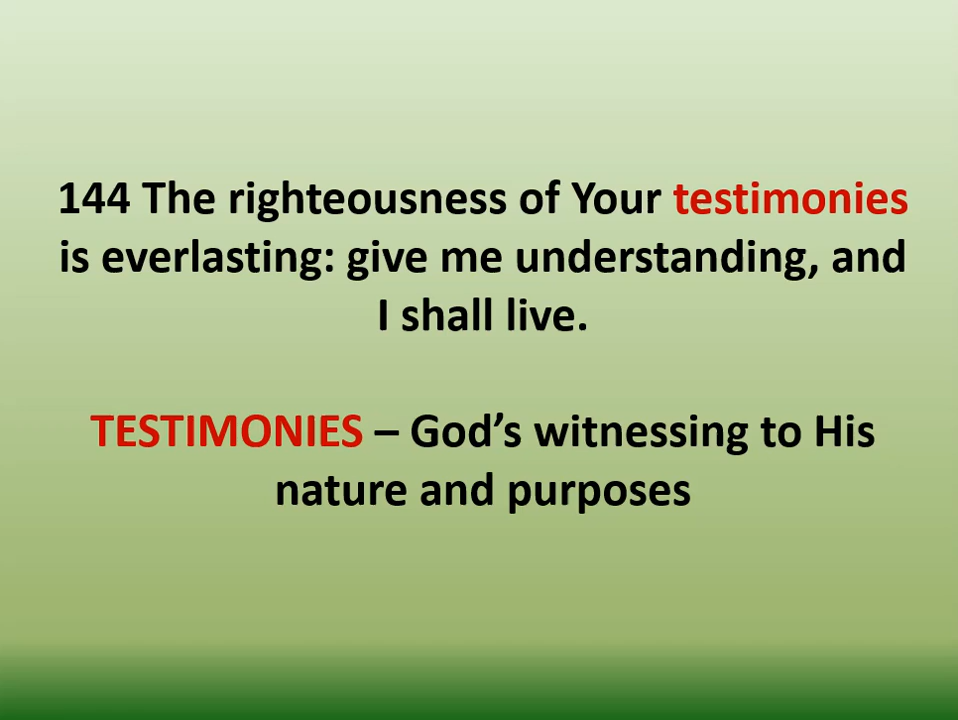 144 The righteousness of Your testimonies
is everlasting: give me understanding, and
I shall live.
TESTIMONIES – God’s witnessing to His
nature and purposes